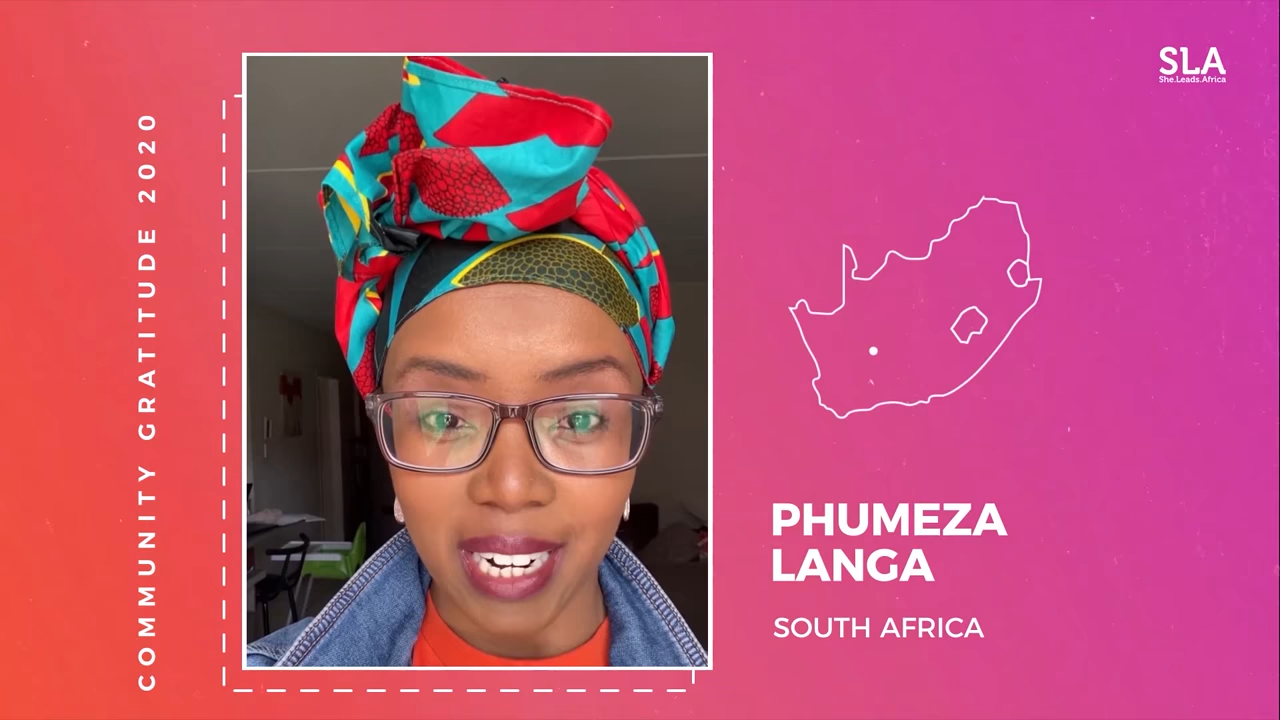 COMMUNITY GRATITUDE 2020
SLA
She.Leads.Africa
PHUMEZA
LANGA
SOUTH AFRICA